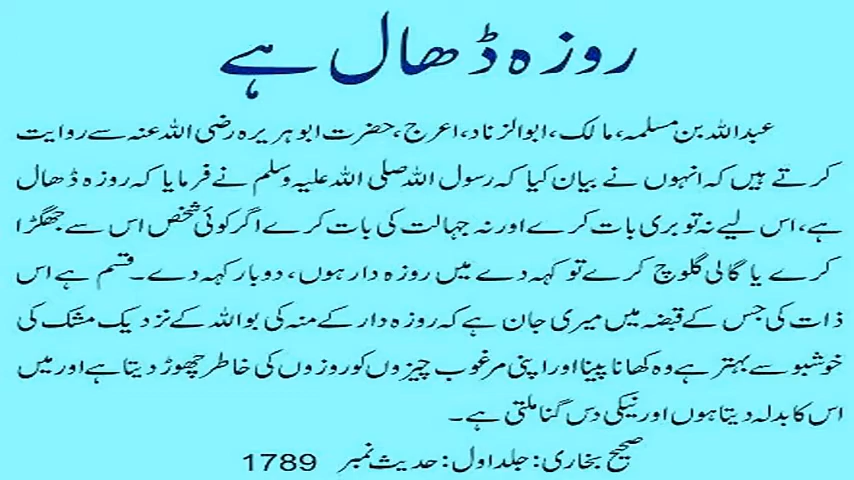 روزہ ڈھال ہے
عبداللہ بن مسلمہ، مالک، ابوالزناد، اعرج، حضرت ابوہریرہ رضی اللہ عنہ سے روایت
کرتے ہیں کہ انہوں نے بیان کیا کہ رسول اللہ صلی اللہ علیہ وسلم نے فرمایا کہ روزہ ڈھال
ہے، اس لیے نہ تو بری بات کرے اور نہ جہالت کی بات کرے اگر کوئی شخص اس سے جھگڑا
کرے یا گالی گلوچ کرے تو کہہ دے میں روزہ دار ہوں، دوبار کہہ دے۔ قسم ہے اس
ذات کی جس کے قبضہ میں میری جان ہے کہ روزہ دار کے منہ کی بو اللہ کے نزدیک مشک کی
خوشبو سے بہتر ہے وہ کھانا پینا اور اپنی مرغوب چیزوں کو روزوں کی خاطر چھوڑ دیتا ہے اور میں
اس کا بدلہ دیتا ہوں اور نیکی دس گنا ملتی ہے۔
صحیح بخاری: جلد اول: حدیث نمبر 1789